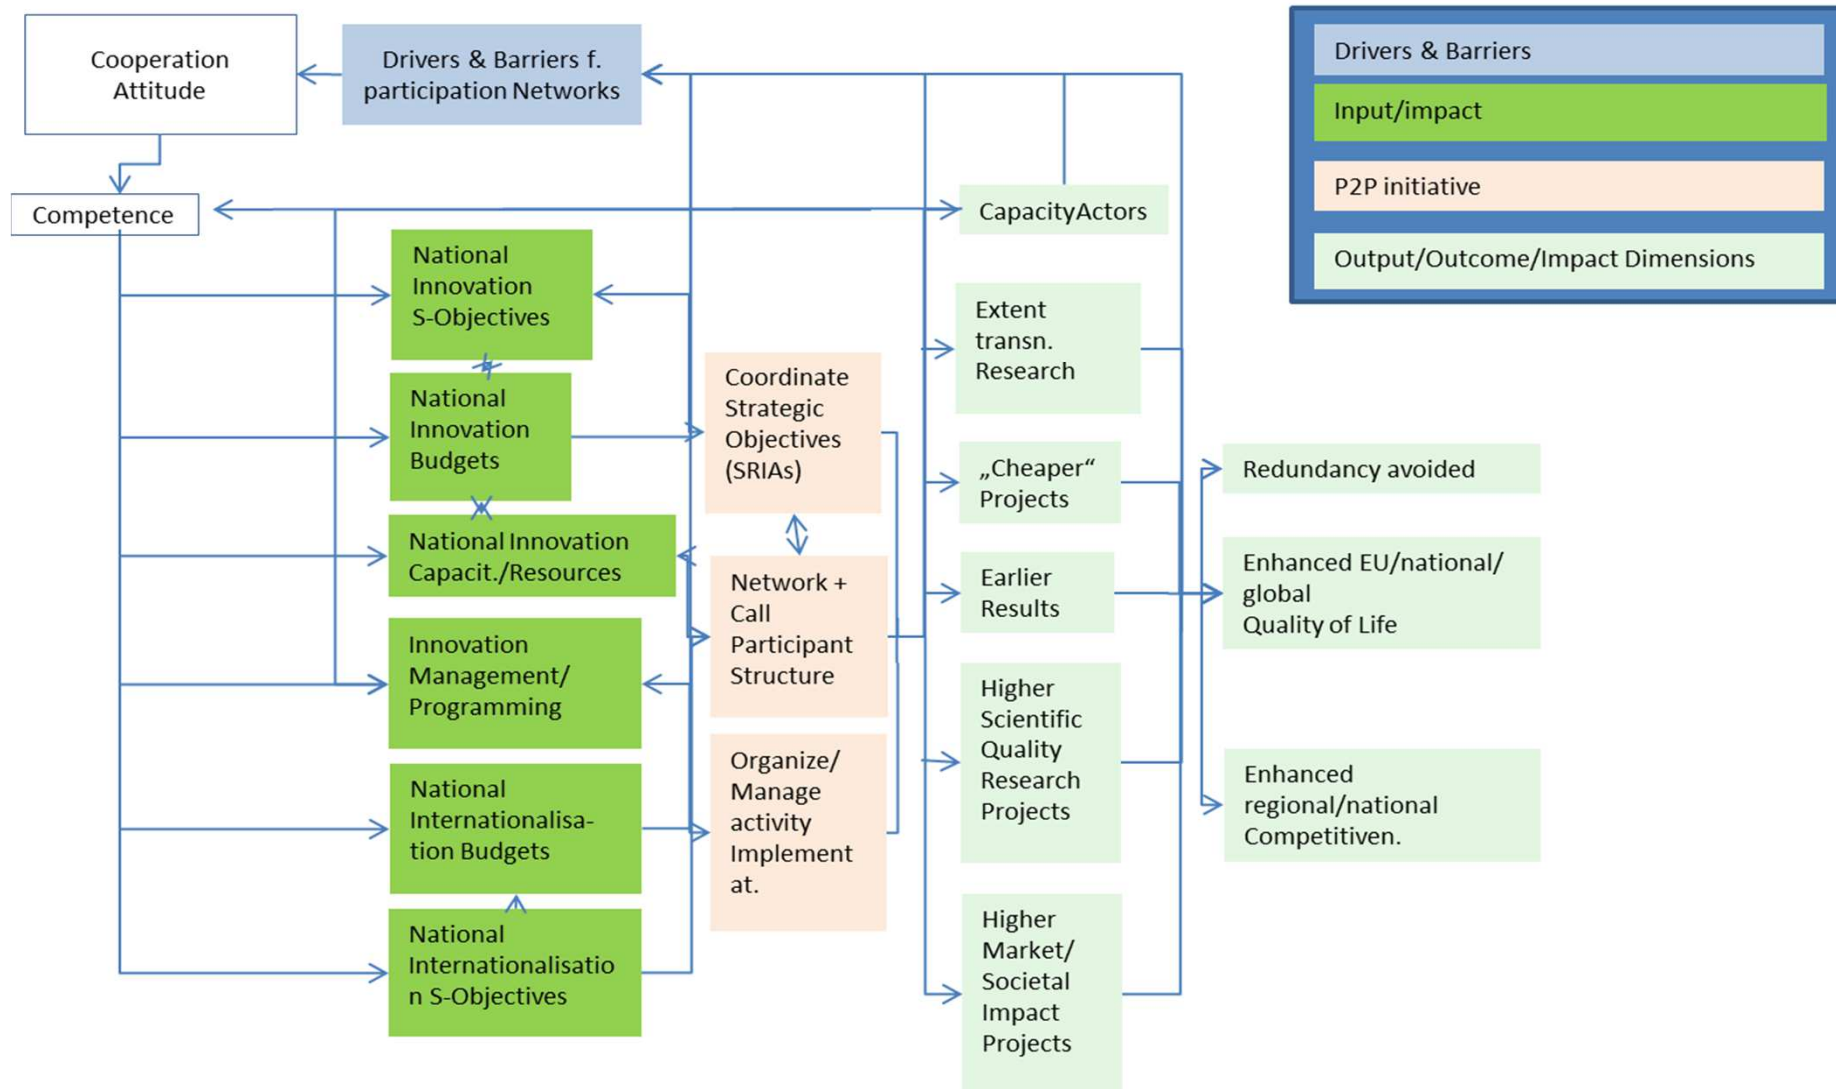 Cooperation
Attitude
Drivers & Barriers f.
participation Networks
Drivers & Barriers
Input/impact
P2P initiative
Output/Outcome/Impact Dimensions
Competence
National
Innovation
S-Objectives
National
Innovation
Budgets
National Innovation
Capacit./Resources
Innovation
Management/
Programming
National
Internationalisa-
tion Budgets
National
Internationalisatio
n S-Objectives
Coordinate
Strategic
Objectives
(SRIAs)
Network +
Call
Participant
Structure
Organize/
Manage
activity
Implement
at.
CapacityActors
Extent
transn.
Research
„Cheaper“
Projects
Earlier
Results
Higher
Scientific
Quality
Research
Projects
Higher
Market/
Societal
Impact
Projects
Redundancy avoided
Enhanced EU/national/
global
Quality of Life
Enhanced
regional/national
Competitiven.